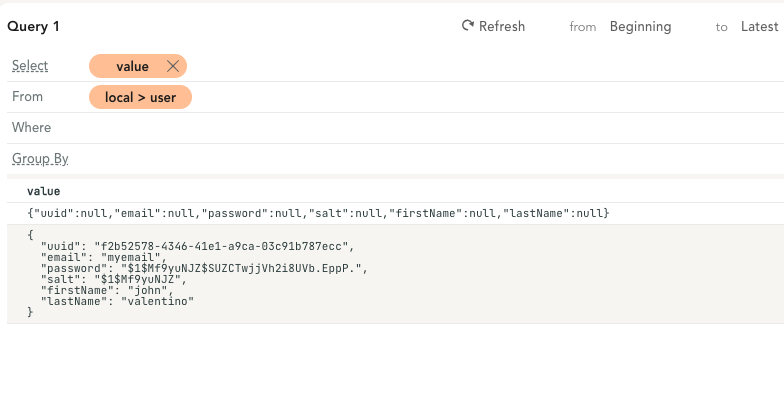 Query 1
Refresh from Beginning to Latest
Select value
From local > user
Where
Group By
value
{"uuid":null,"email":null,"password":null,"salt":null,"firstName":null,"lastName":null}
{
"uuid": "f2b52578-4346-41e1-a9ca-03c91b787ecc",
"email": "myemail",
"password": "$1$Mf9yuNJZ$SUZCTwjjVh2i8UVb.EppP.",
"salt": "$1$Mf9yuNJZ",
"firstName": "john",
"lastName": "valentino"
}